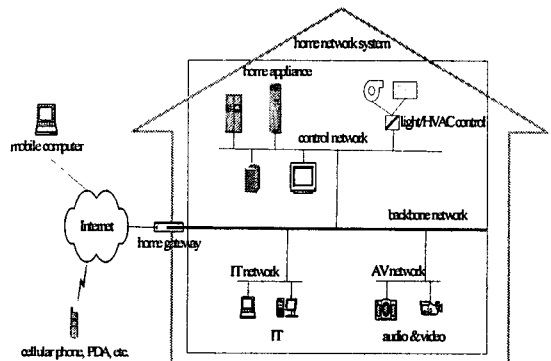 home network system
home appliance
light/HVAC control
mobile computer
control network
Internet
home gateway
backbone network
IT network
AV network
IT
audio & video
cellular phone, PDA, etc.